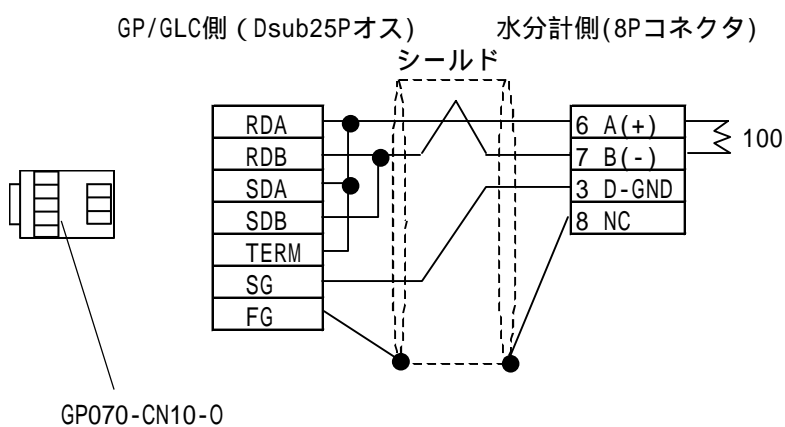 GP/GLC側（Dsub25Pオス)
水分計側(8Pコネクタ)
シールド
RDA
RDB
SDA
SDB
TERM
SG
FG
6 A(+)
7 B(-)
3 D-GND
8 NC
100
GP070-CN10-O